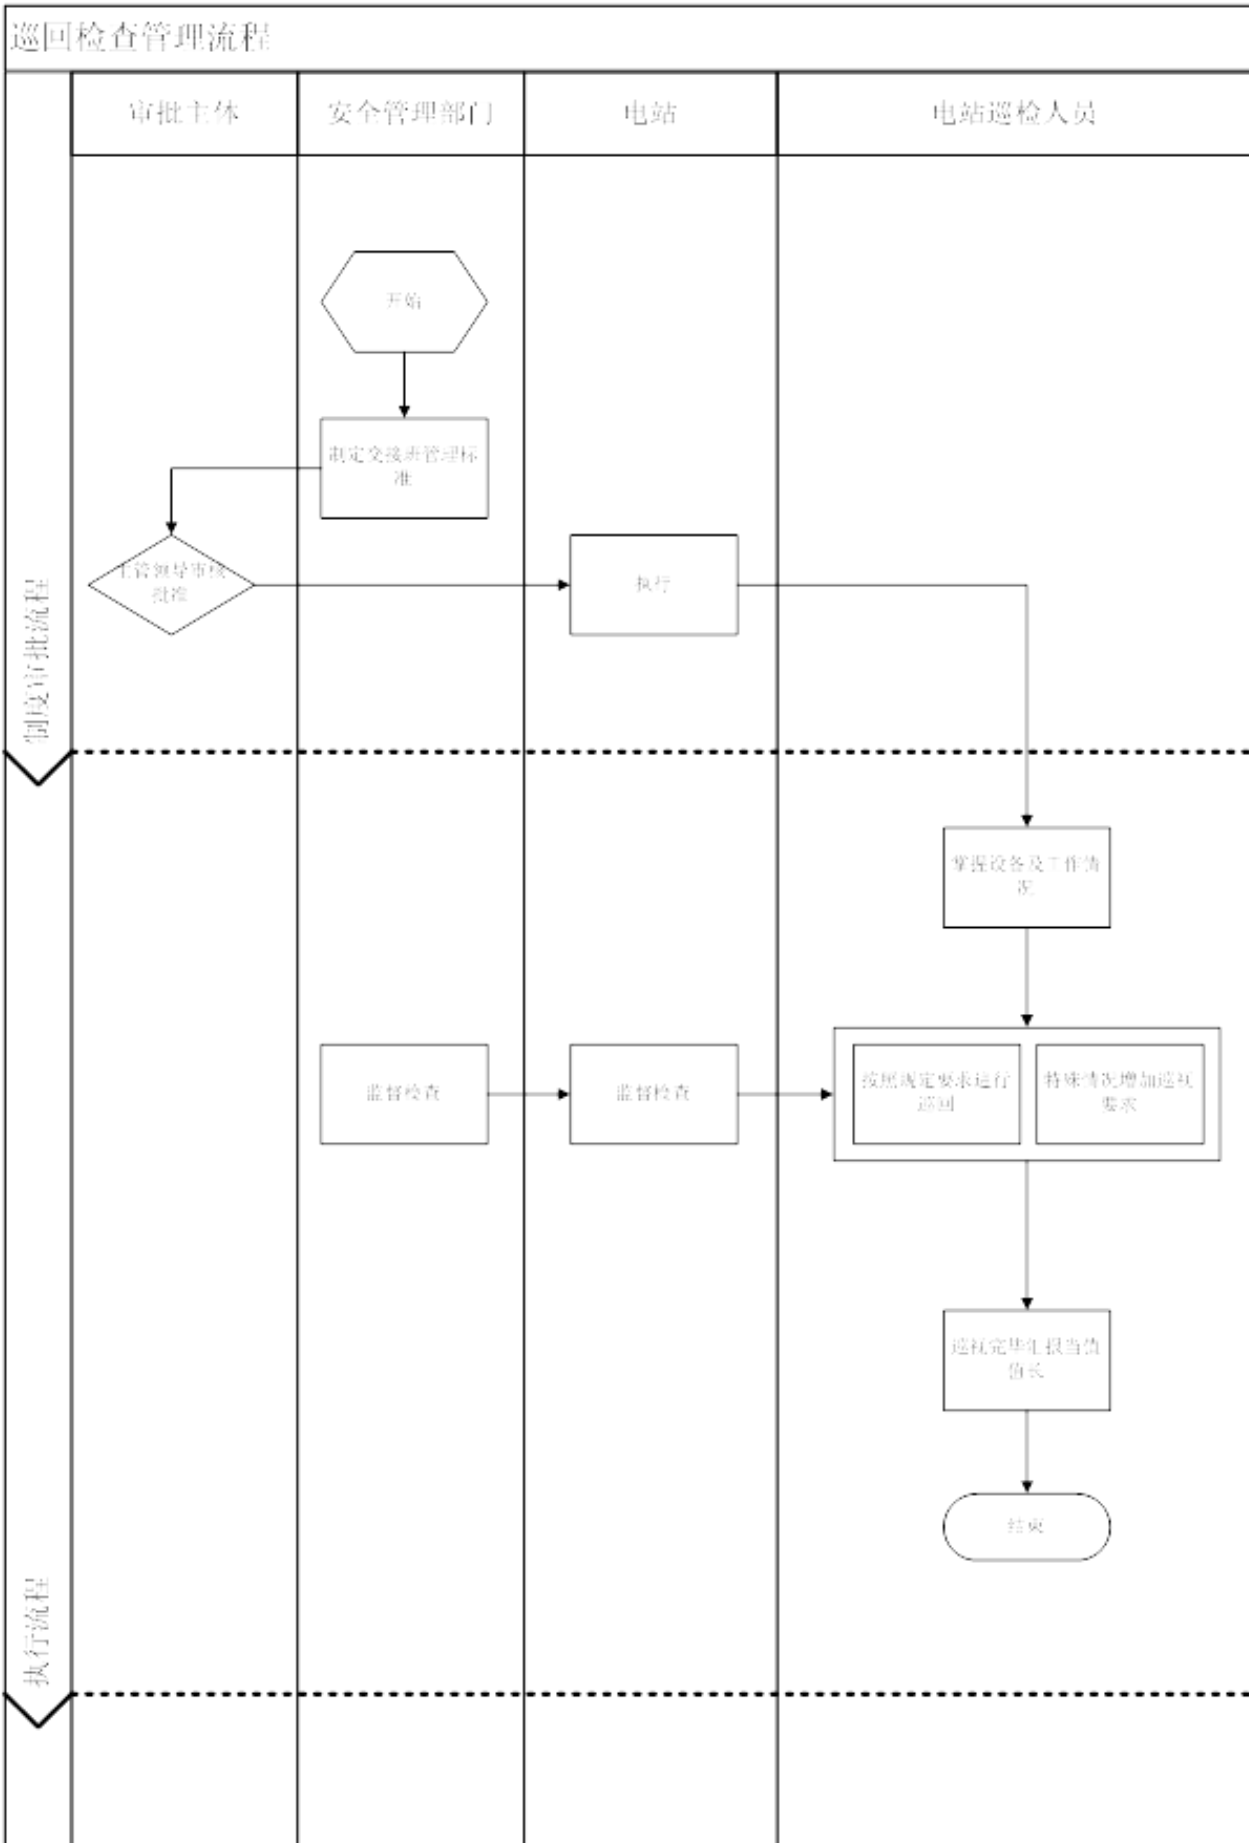 巡回检查管理流程
审批主体
安全管理部门
电站
电站巡检人员
开始
制定交接班管理标
准
主管领导审核
批准
执行
制度审批流程
掌握设备及工作情
况
监督检查
监督检查
按照规定要求进行
巡回
特殊情况增加巡视
要求
巡视完毕汇报当值
值长
结束
执行流程